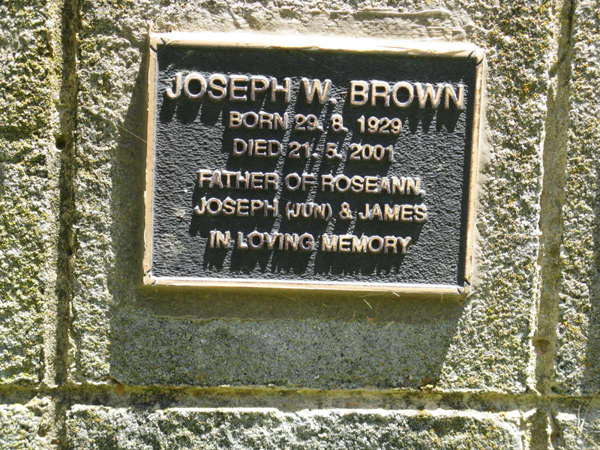 JOSEPH W. BROWN
BORN 29. 8. 1929
DIED 21. 5. 2001
FATHER OF ROSEANN,
JOSEPH (JUN) & JAMES
IN LOVING MEMORY